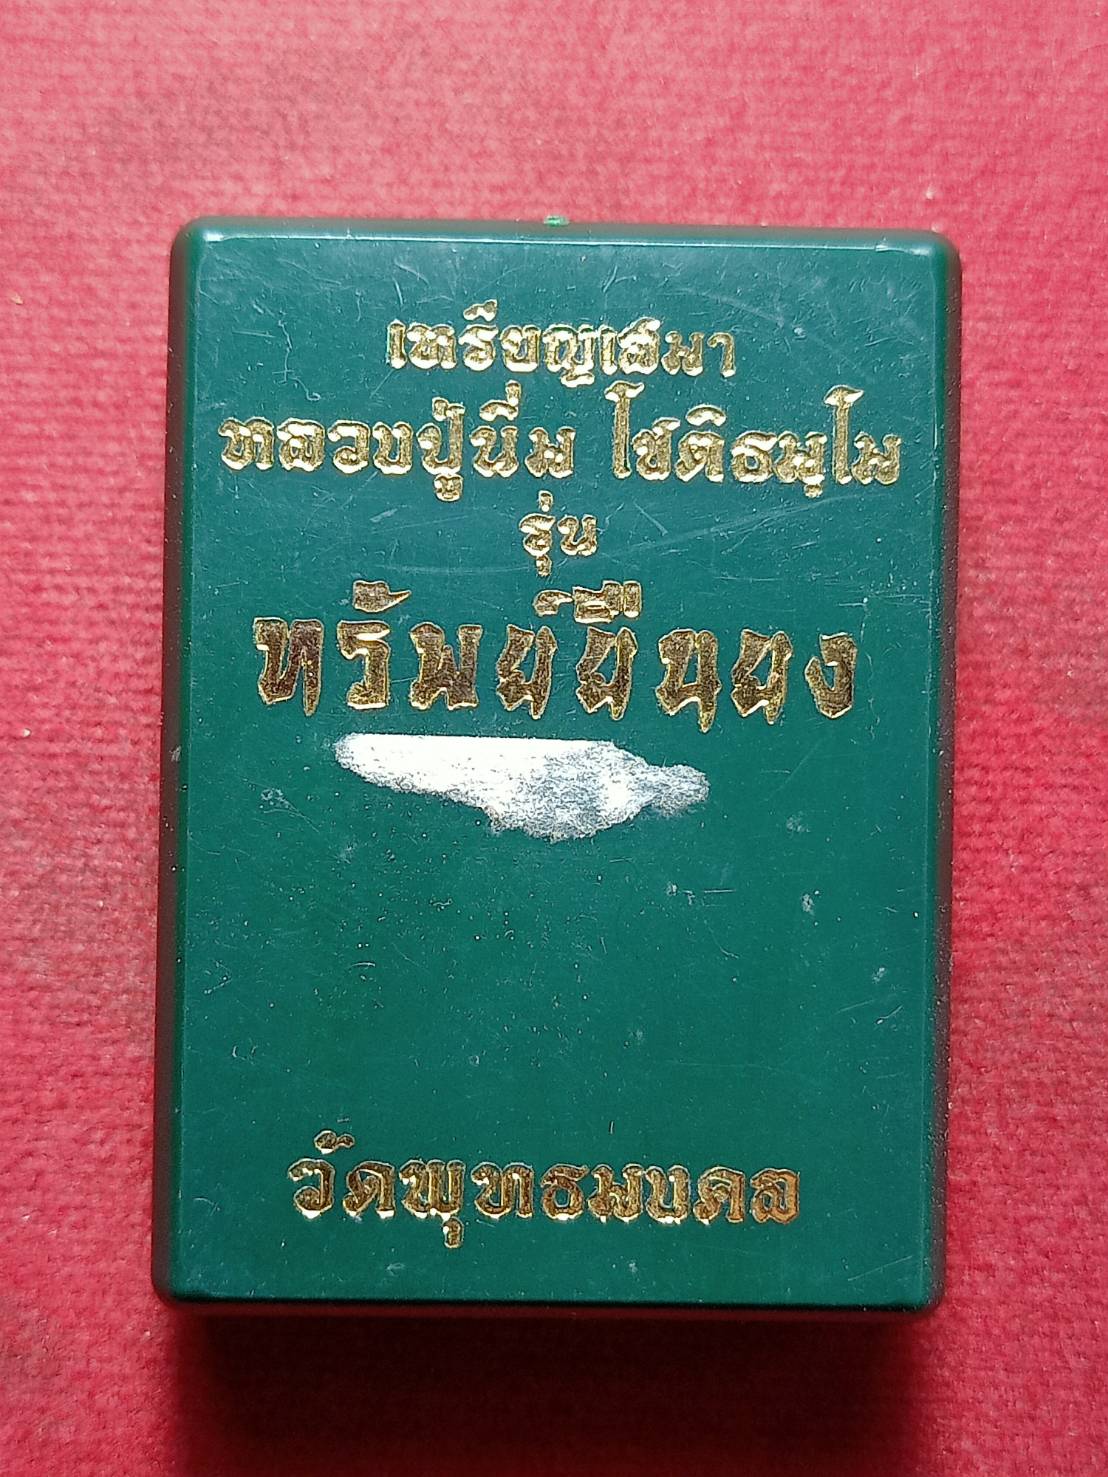 เหรียญเสมา
หลวงปู่นิ่ม โชติธมฺโม
รุ่น
ทรัพย์ยืนยง
วัดพุทธมงคล